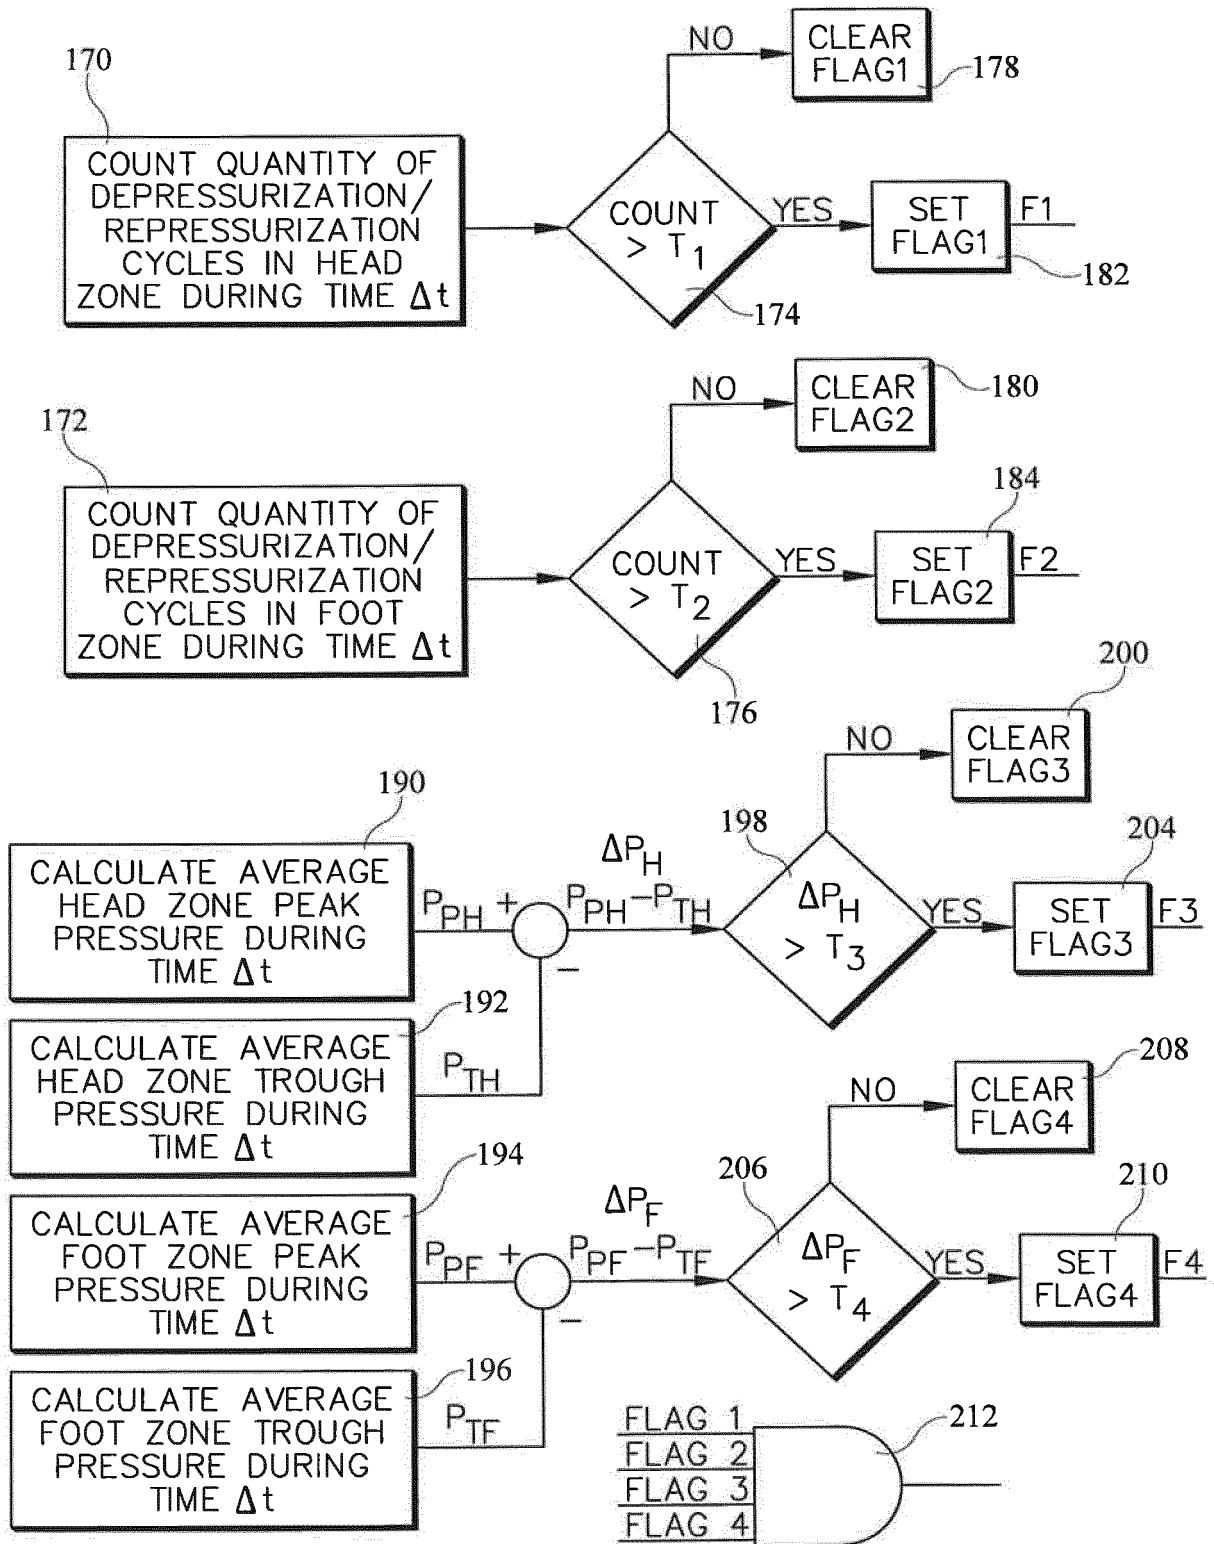 170
COUNT QUANTITY OF
DEPRESSURIZATION/
REPRESSURIZATION
CYCLES IN HEAD
ZONE DURING TIME Δt
COUNT
> T1
174
NO
CLEAR
FLAG1
178
YES
SET
FLAG1
182
F1
172
COUNT QUANTITY OF
DEPRESSURIZATION/
REPRESSURIZATION
CYCLES IN FOOT
ZONE DURING TIME Δt
COUNT
> T2
176
NO
CLEAR
FLAG2
180
YES
SET
FLAG2
184
F2
190
CALCULATE AVERAGE
HEAD ZONE PEAK
PRESSURE DURING
TIME Δt
PPH +
192
CALCULATE AVERAGE
HEAD ZONE TROUGH
PRESSURE DURING
TIME Δt
PTH
−
ΔPH
PPH−PTH
198
ΔPH
> T3
NO
CLEAR
FLAG3
200
YES
SET
FLAG3
204
F3
194
CALCULATE AVERAGE
FOOT ZONE PEAK
PRESSURE DURING
TIME Δt
PPF +
196
CALCULATE AVERAGE
FOOT ZONE TROUGH
PRESSURE DURING
TIME Δt
PTF
−
ΔPF
PPF−PTF
206
ΔPF
> T4
NO
CLEAR
FLAG4
208
YES
SET
FLAG4
210
F4
FLAG 1
FLAG 2
FLAG 3
FLAG 4
212